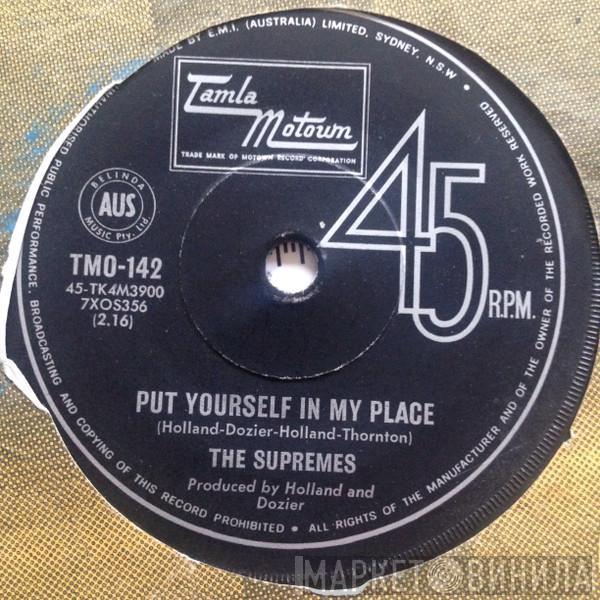 MADE BY E.M.I. (AUSTRALIA) LIMITED. SYDNEY. N.S.W •
Tamla
Motown
TRADE MARK OF MOTOWN RECORD CORPORATION
45
R.P.M.
BELINDA
AUS
MUSIC Pty. Ltd.
TMO-142
45-TK4M3900
7XOS356
(2.16)
PUT YOURSELF IN MY PLACE
(Holland-Dozier-Holland-Thornton)
THE SUPREMES
Produced by Holland and
Dozier
UNAUTHORISED PUBLIC PERFORMANCE, BROADCASTING AND COPYING OF THIS RECORD PROHIBITED • ALL RIGHTS OF THE MANUFACTURER AND OF THE OWNER OF THE RECORDED WORK RESERVED •
МАРКЕТ ВИНИЛА